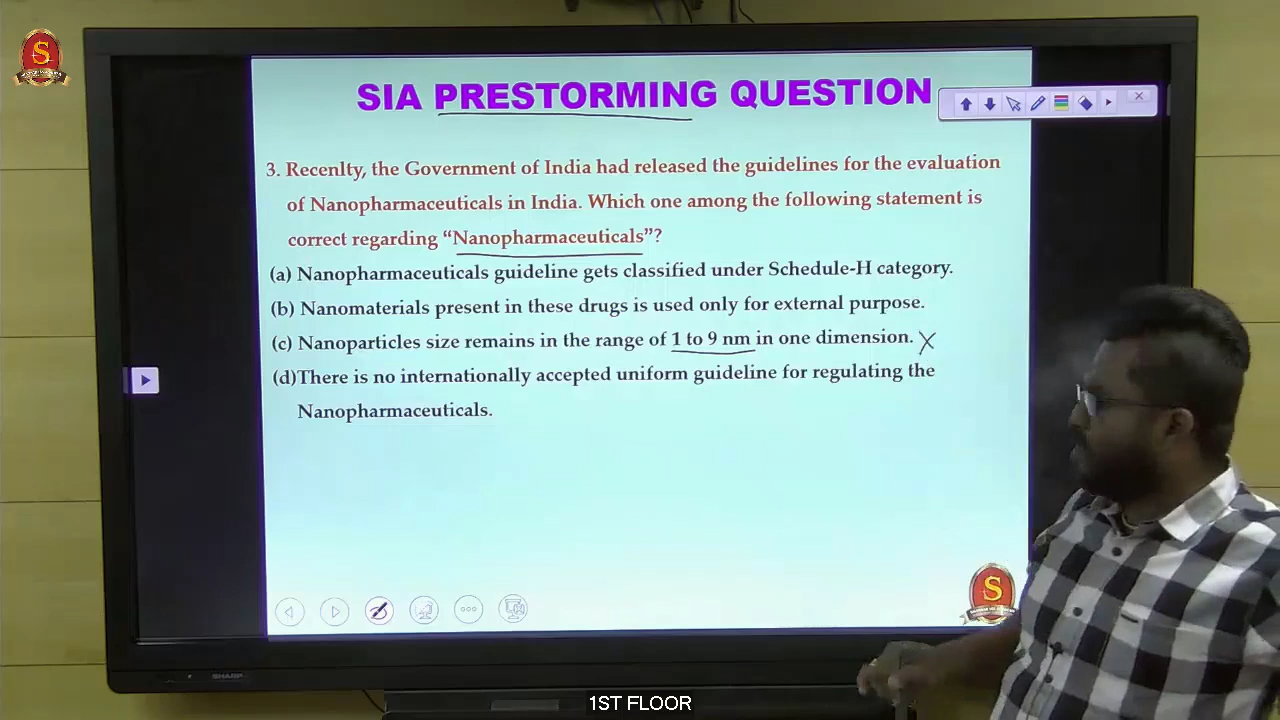 SIA PRESTORMING QUESTION
3. Recenlty, the Government of India had released the guidelines for the evaluation
of Nanopharmaceuticals in India. Which one among the following statement is
correct regarding “Nanopharmaceuticals”?
(a) Nanopharmaceuticals guideline gets classified under Schedule-H category.
(b) Nanomaterials present in these drugs is used only for external purpose.
(c) Nanoparticles size remains in the range of 1 to 9 nm in one dimension. X
(d)There is no internationally accepted uniform guideline for regulating the
Nanopharmaceuticals.
S
S
SHARP
1ST FLOOR